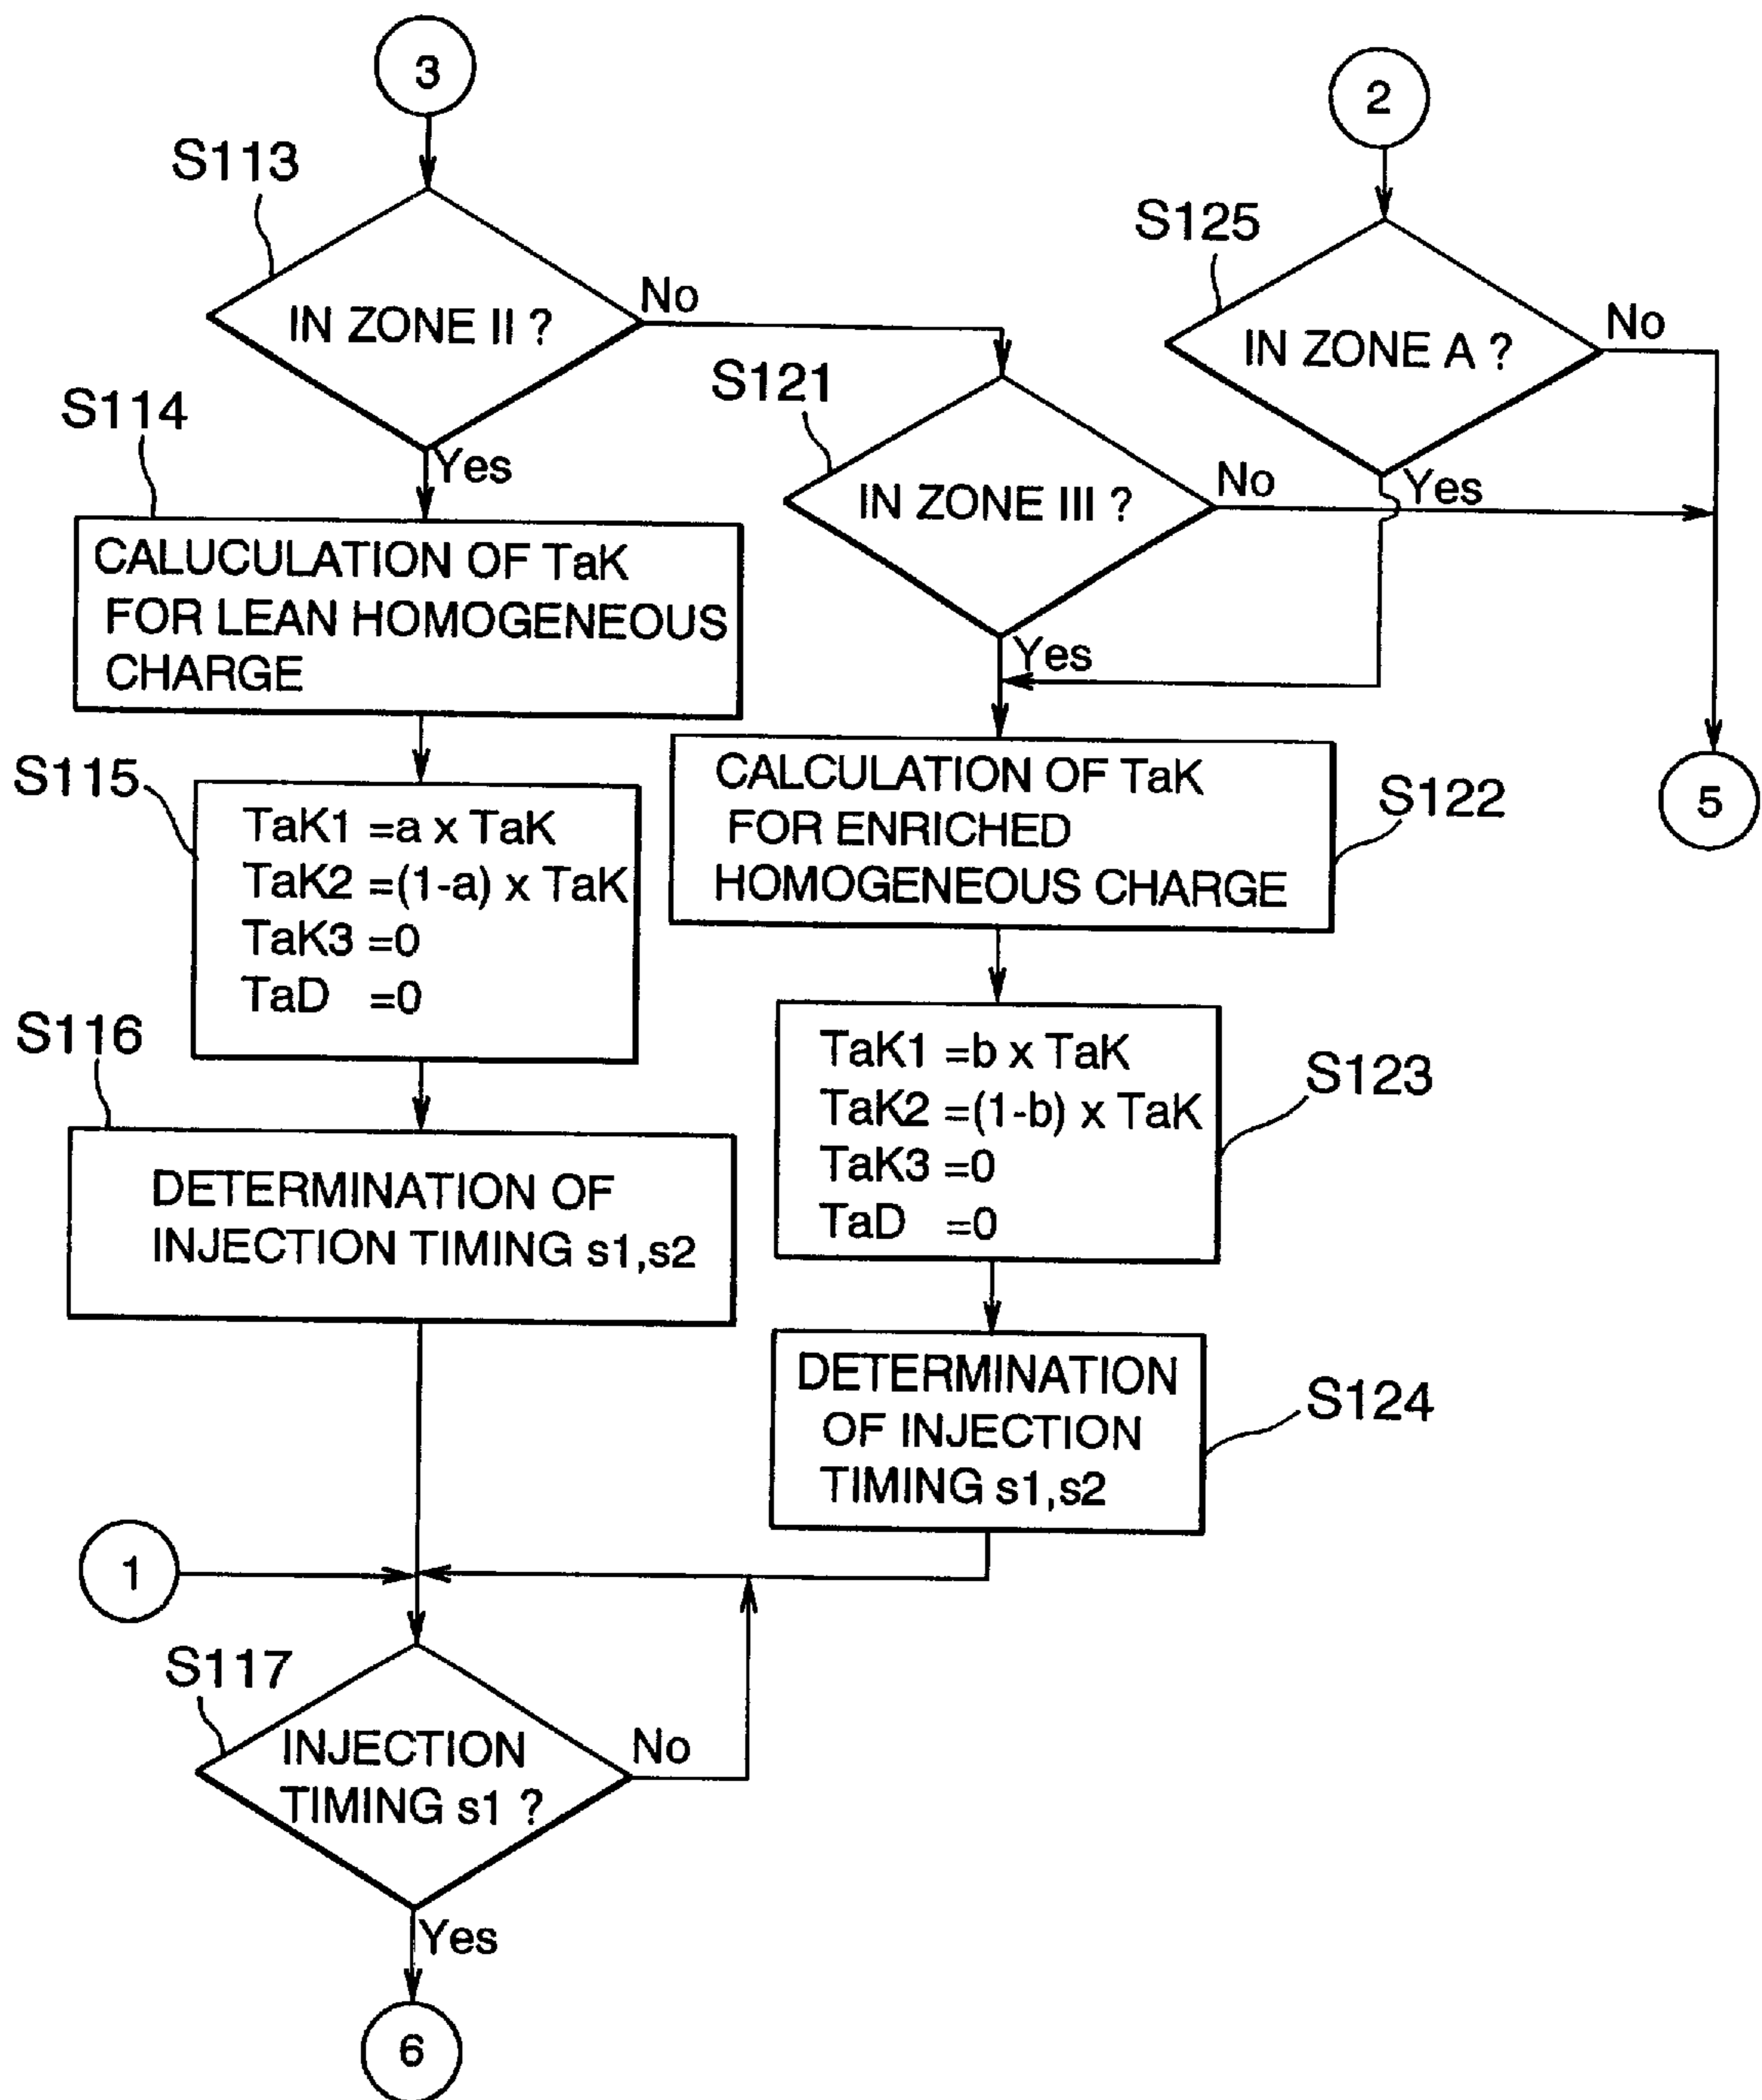 3
S113
IN ZONE II ?
No
Yes
2
S125
IN ZONE A ?
No
Yes
S121
IN ZONE III ?
No
Yes
5
S114
CALUCULATION OF TaK
FOR LEAN HOMOGENEOUS
CHARGE
S115
TaK1 =a x TaK
TaK2 =(1-a) x TaK
TaK3 =0
TaD =0
S116
DETERMINATION OF
INJECTION TIMING s1,s2
S122
CALCULATION OF TaK
FOR ENRICHED
HOMOGENEOUS CHARGE
S123
TaK1 =b x TaK
TaK2 =(1-b) x TaK
TaK3 =0
TaD =0
S124
DETERMINATION
OF INJECTION
TIMING s1,s2
1
S117
INJECTION
TIMING s1 ?
No
Yes
6